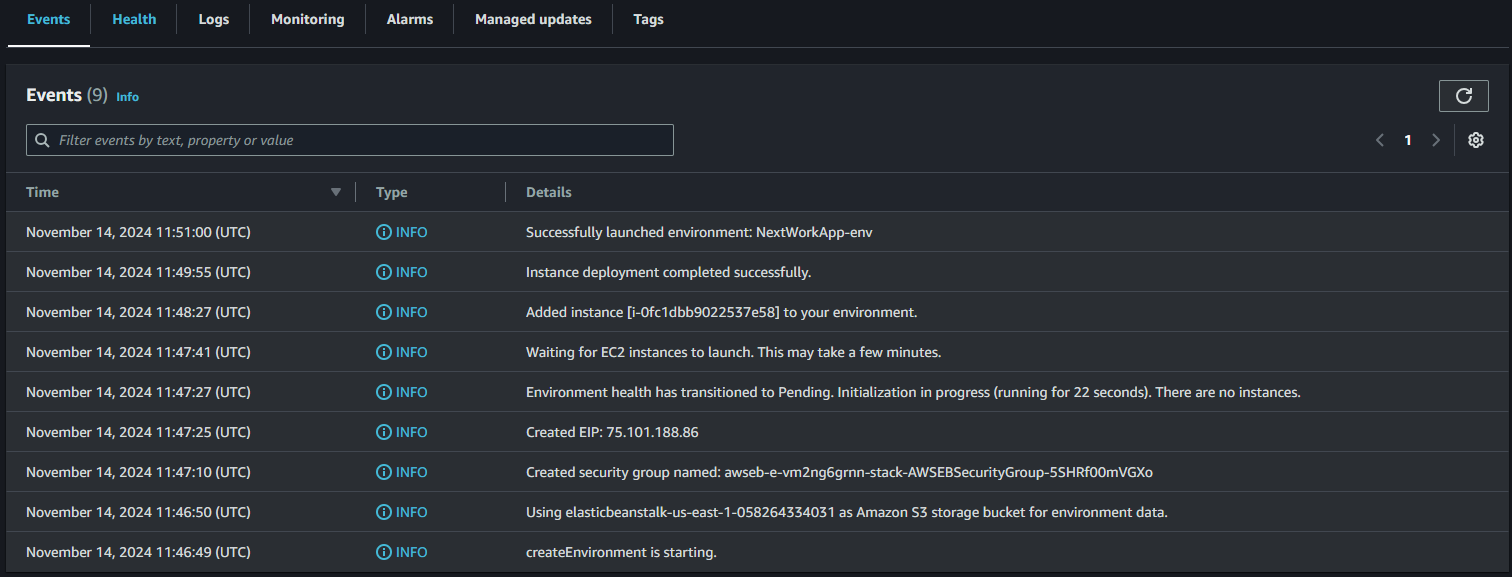 Events Health Logs Monitoring Alarms Managed updates Tags
Events (9) Info
Filter events by text, property or value
1
Time Type Details
November 14, 2024 11:51:00 (UTC) INFO Successfully launched environment: NextWorkApp-env
November 14, 2024 11:49:55 (UTC) INFO Instance deployment completed successfully.
November 14, 2024 11:48:27 (UTC) INFO Added instance [i-0fc1dbb9022537e58] to your environment.
November 14, 2024 11:47:41 (UTC) INFO Waiting for EC2 instances to launch. This may take a few minutes.
November 14, 2024 11:47:27 (UTC) INFO Environment health has transitioned to Pending. Initialization in progress (running for 22 seconds). There are no instances.
November 14, 2024 11:47:25 (UTC) INFO Created EIP: 75.101.188.86
November 14, 2024 11:47:10 (UTC) INFO Created security group named: awseb-e-vm2ng6grnn-stack-AWSEBSecurityGroup-5SHRf00mVGXo
November 14, 2024 11:46:50 (UTC) INFO Using elasticbeanstalk-us-east-1-058264334031 as Amazon S3 storage bucket for environment data.
November 14, 2024 11:46:49 (UTC) INFO createEnvironment is starting.